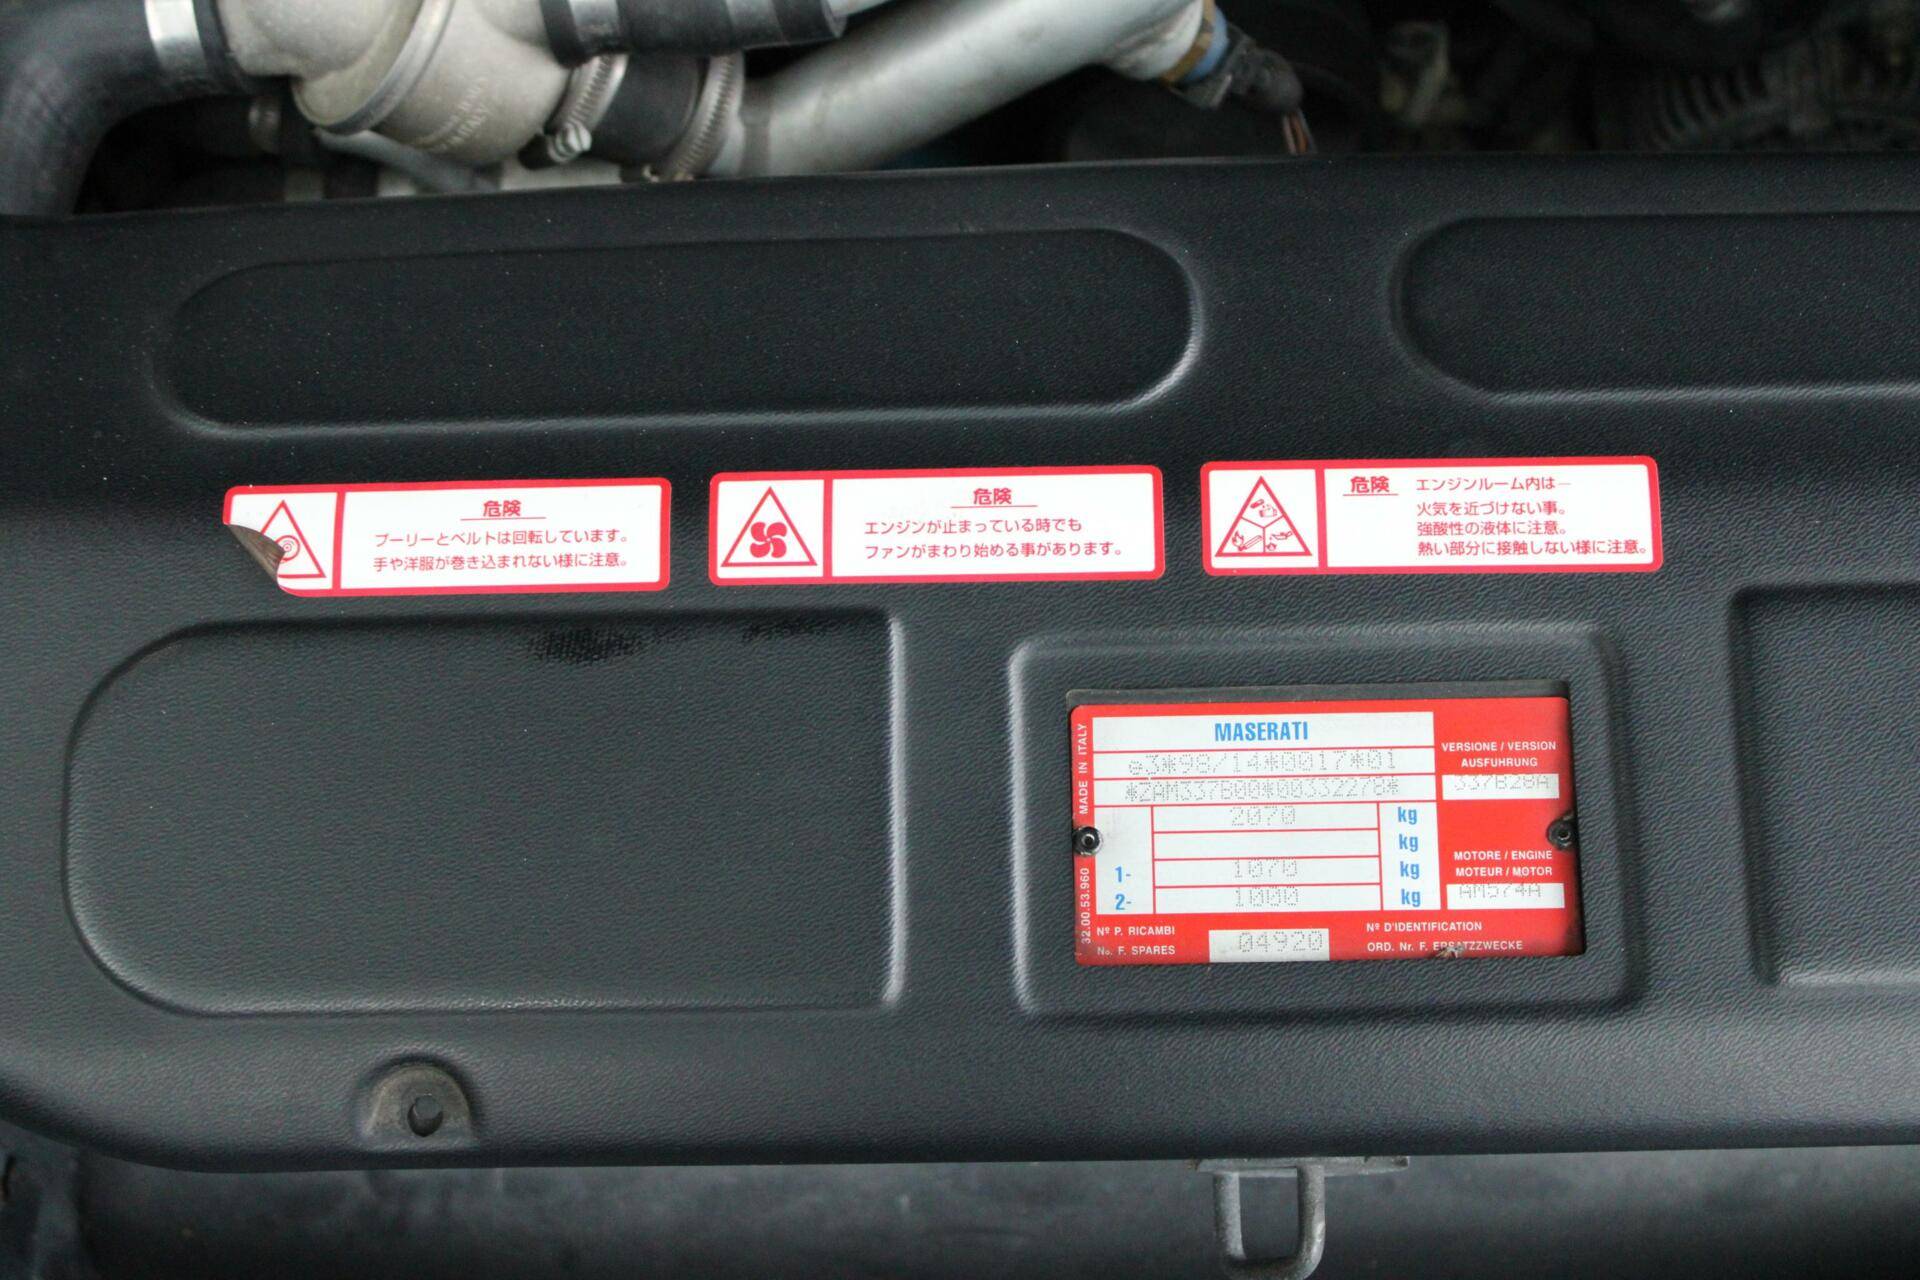 危険
プーリーとベルトは回転しています。
手や洋服が巻き込まれない様に注意。
危険
エンジンが止まっている時でも
ファンがまわり始める事があります。
危険 エンジンルーム内は—
火気を近づけない事。
強酸性の液体に注意。
熱い部分に接触しない様に注意。
MADE IN ITALY
32.00.53.960
MASERATI
e3*98/14*0017*01
*ZAM337B00*00332278*
2070 kg
kg
1- 1070 kg
2- 1000 kg
VERSIONE / VERSION
AUSFUHRUNG
337B28A
MOTORE / ENGINE
MOTEUR / MOTOR
AM574A
Nº P. RICAMBI
No. F. SPARES
04920
Nº D'IDENTIFICATION
ORD. Nr. F. ERSATZZWECKE